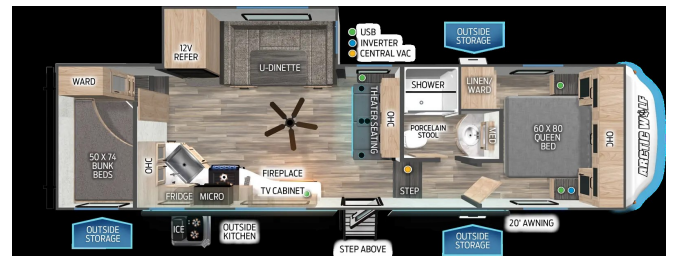 USB
INVERTER
CENTRAL VAC
OUTSIDE
STORAGE
12V
REFER
U-DINETTE
WARD
SHOWER
LINEN/
WARD
THEATER SEATING
OHC
PORCELAIN
STOOL
MED
60 X 80
QUEEN
BED
OHC
ARCTIC WOLF
50 X 74
BUNK
BEDS
OHC
FIREPLACE
TV CABINET
FRIDGE
MICRO
STEP
ICE
OUTSIDE
KITCHEN
OUTSIDE
STORAGE
STEP ABOVE
OUTSIDE
STORAGE
20' AWNING